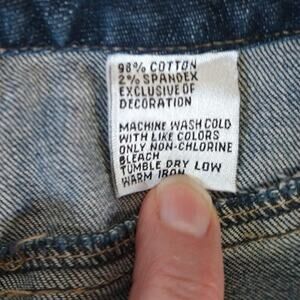 98% COTTON
2% SPANDEX
EXCLUSIVE OF
DECORATION
MACHINE WASH COLD
WITH LIKE COLORS
ONLY NON-CHLORINE
BLEACH
TUMBLE DRY LOW
WARM IRON